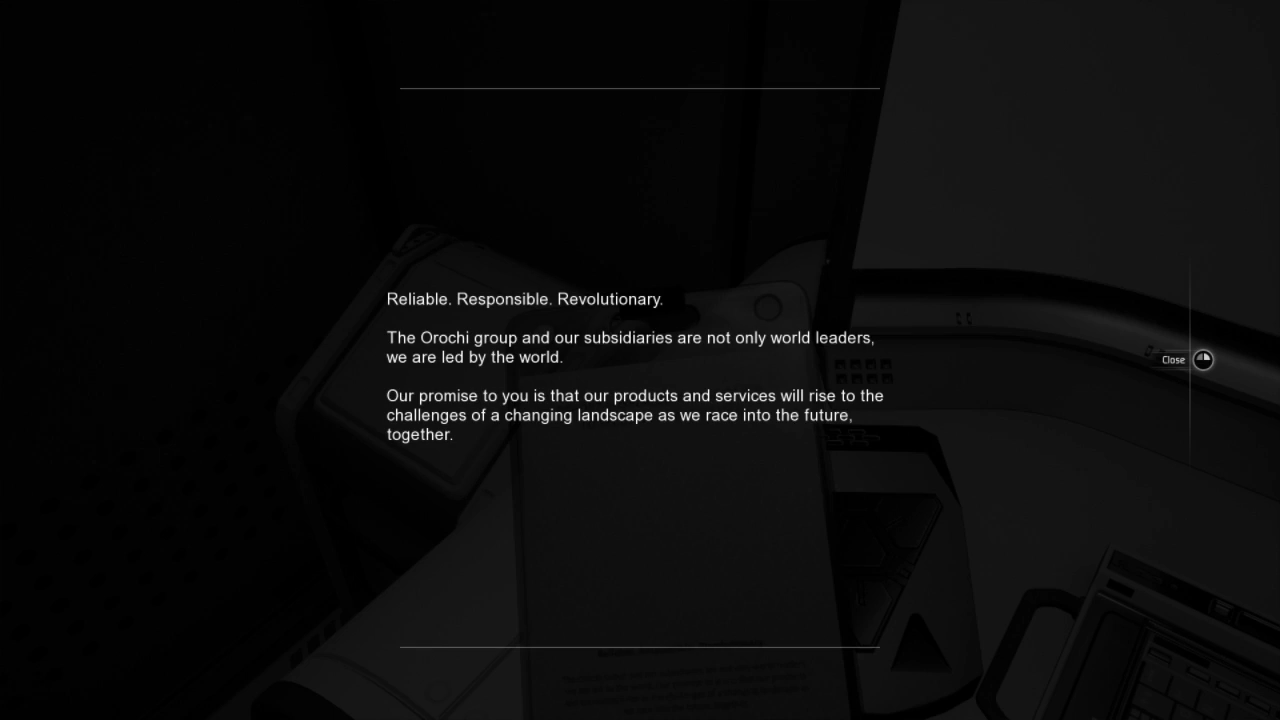 Reliable. Responsible. Revolutionary.
The Orochi group and our subsidiaries are not only world leaders,
we are led by the world.
Close
Our promise to you is that our products and services will rise to the
challenges of a changing landscape as we race into the future,
together.